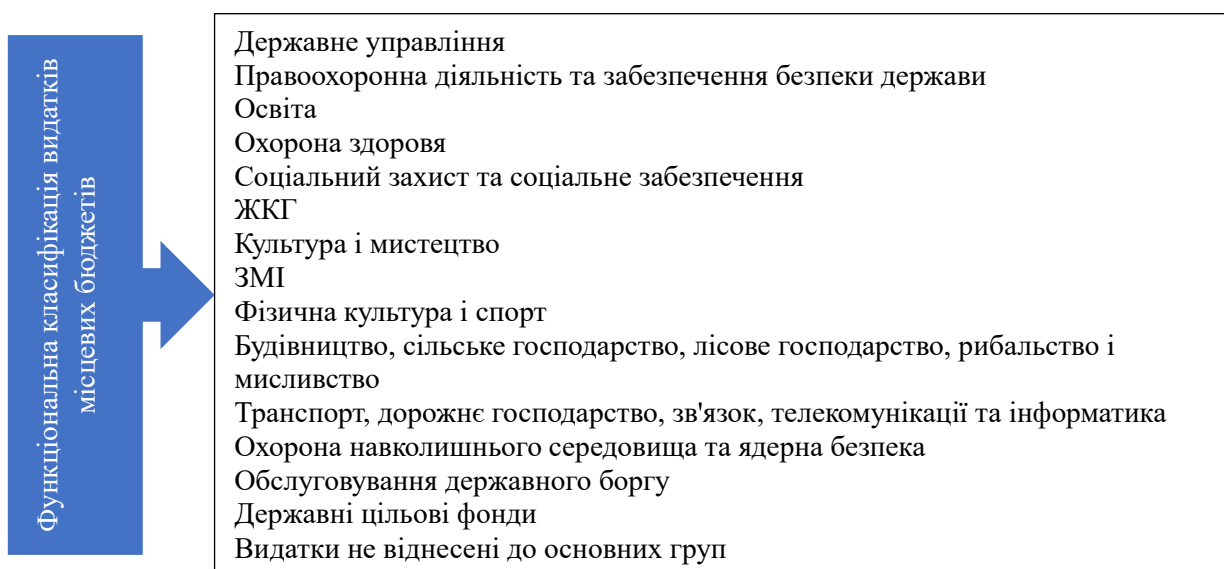 Функціональна класифікація видатків
місцевих бюджетів
Державне управління
Правоохоронна діяльність та забезпечення безпеки держави
Освіта
Охорона здоровя
Соціальний захист та соціальне забезпечення
ЖКГ
Культура і мистецтво
ЗМІ
Фізична культура і спорт
Будівництво, сільське господарство, лісове господарство, рибальство і
мисливство
Транспорт, дорожнє господарство, зв'язок, телекомунікації та інформатика
Охорона навколишнього середовища та ядерна безпека
Обслуговування державного боргу
Державні цільові фонди
Видатки не віднесені до основних груп